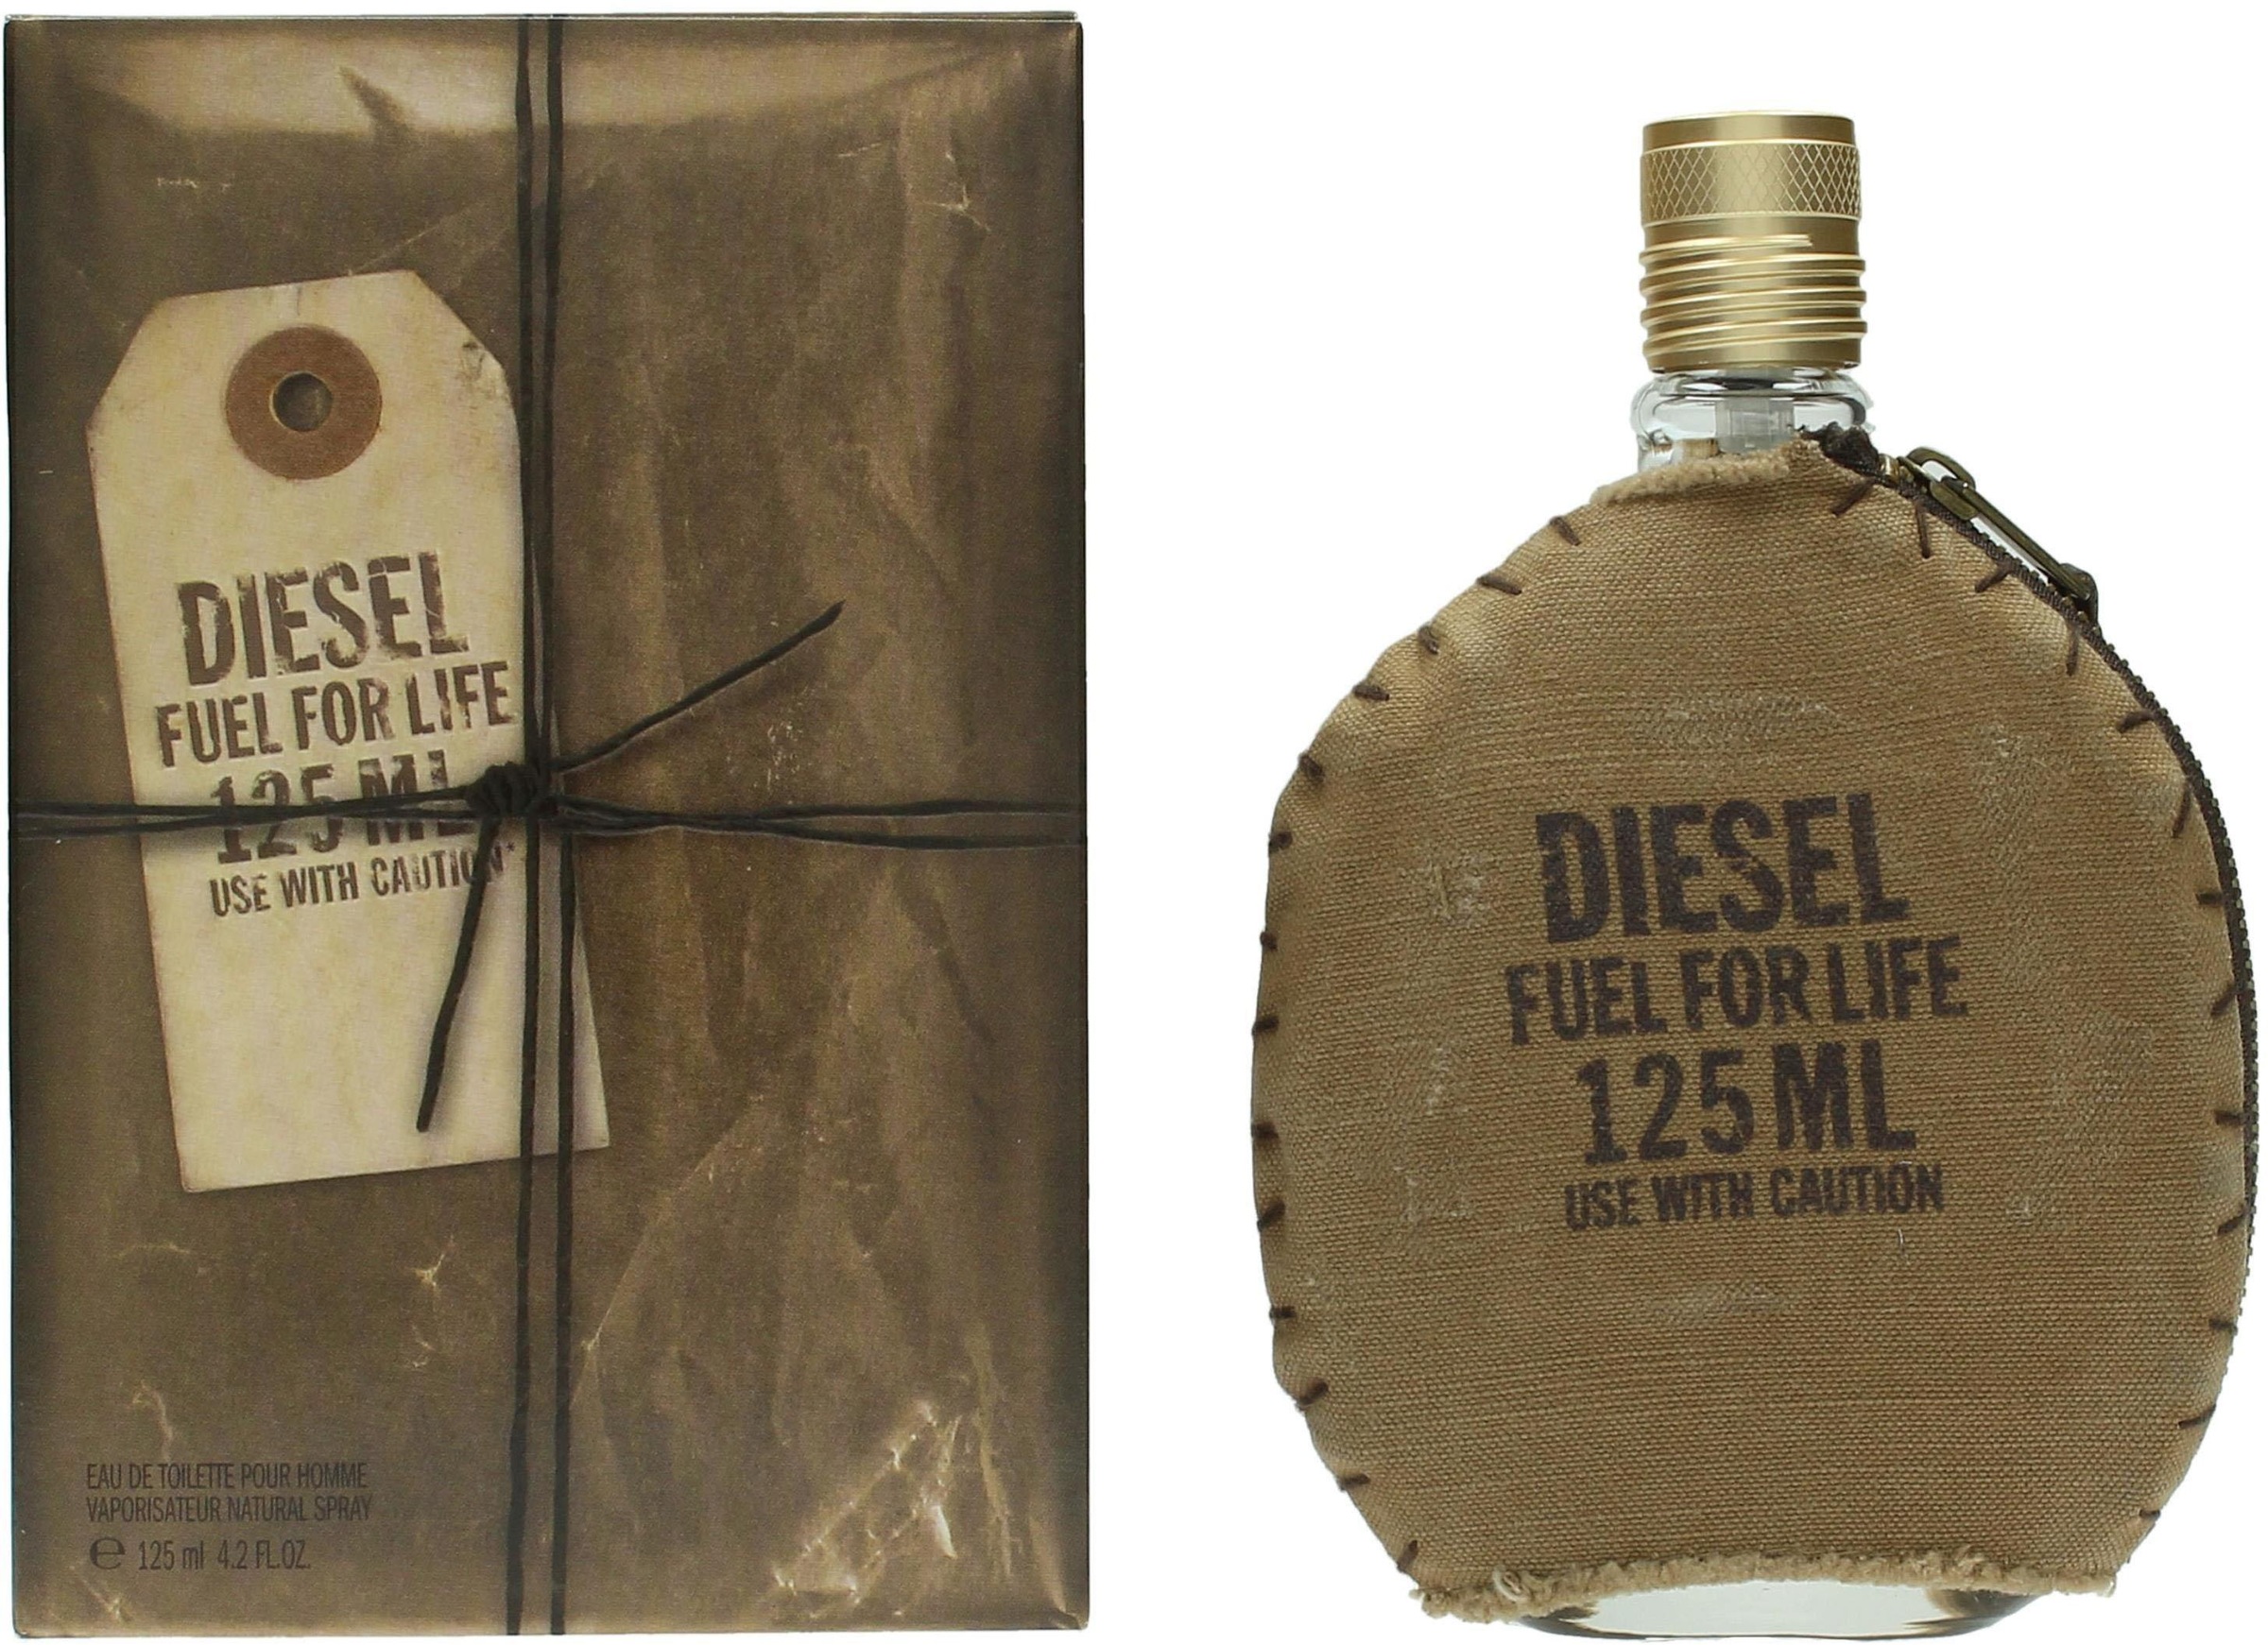 DIESEL
FUEL FOR LIFE
125 ML
USE WITH CAUTION*
EAU DE TOILETTE POUR HOMME
VAPORISATEUR NATURAL SPRAY
℮ 125 ml 4.2 FL.OZ.
DIESEL
FUEL FOR LIFE
125 ML
USE WITH CAUTION